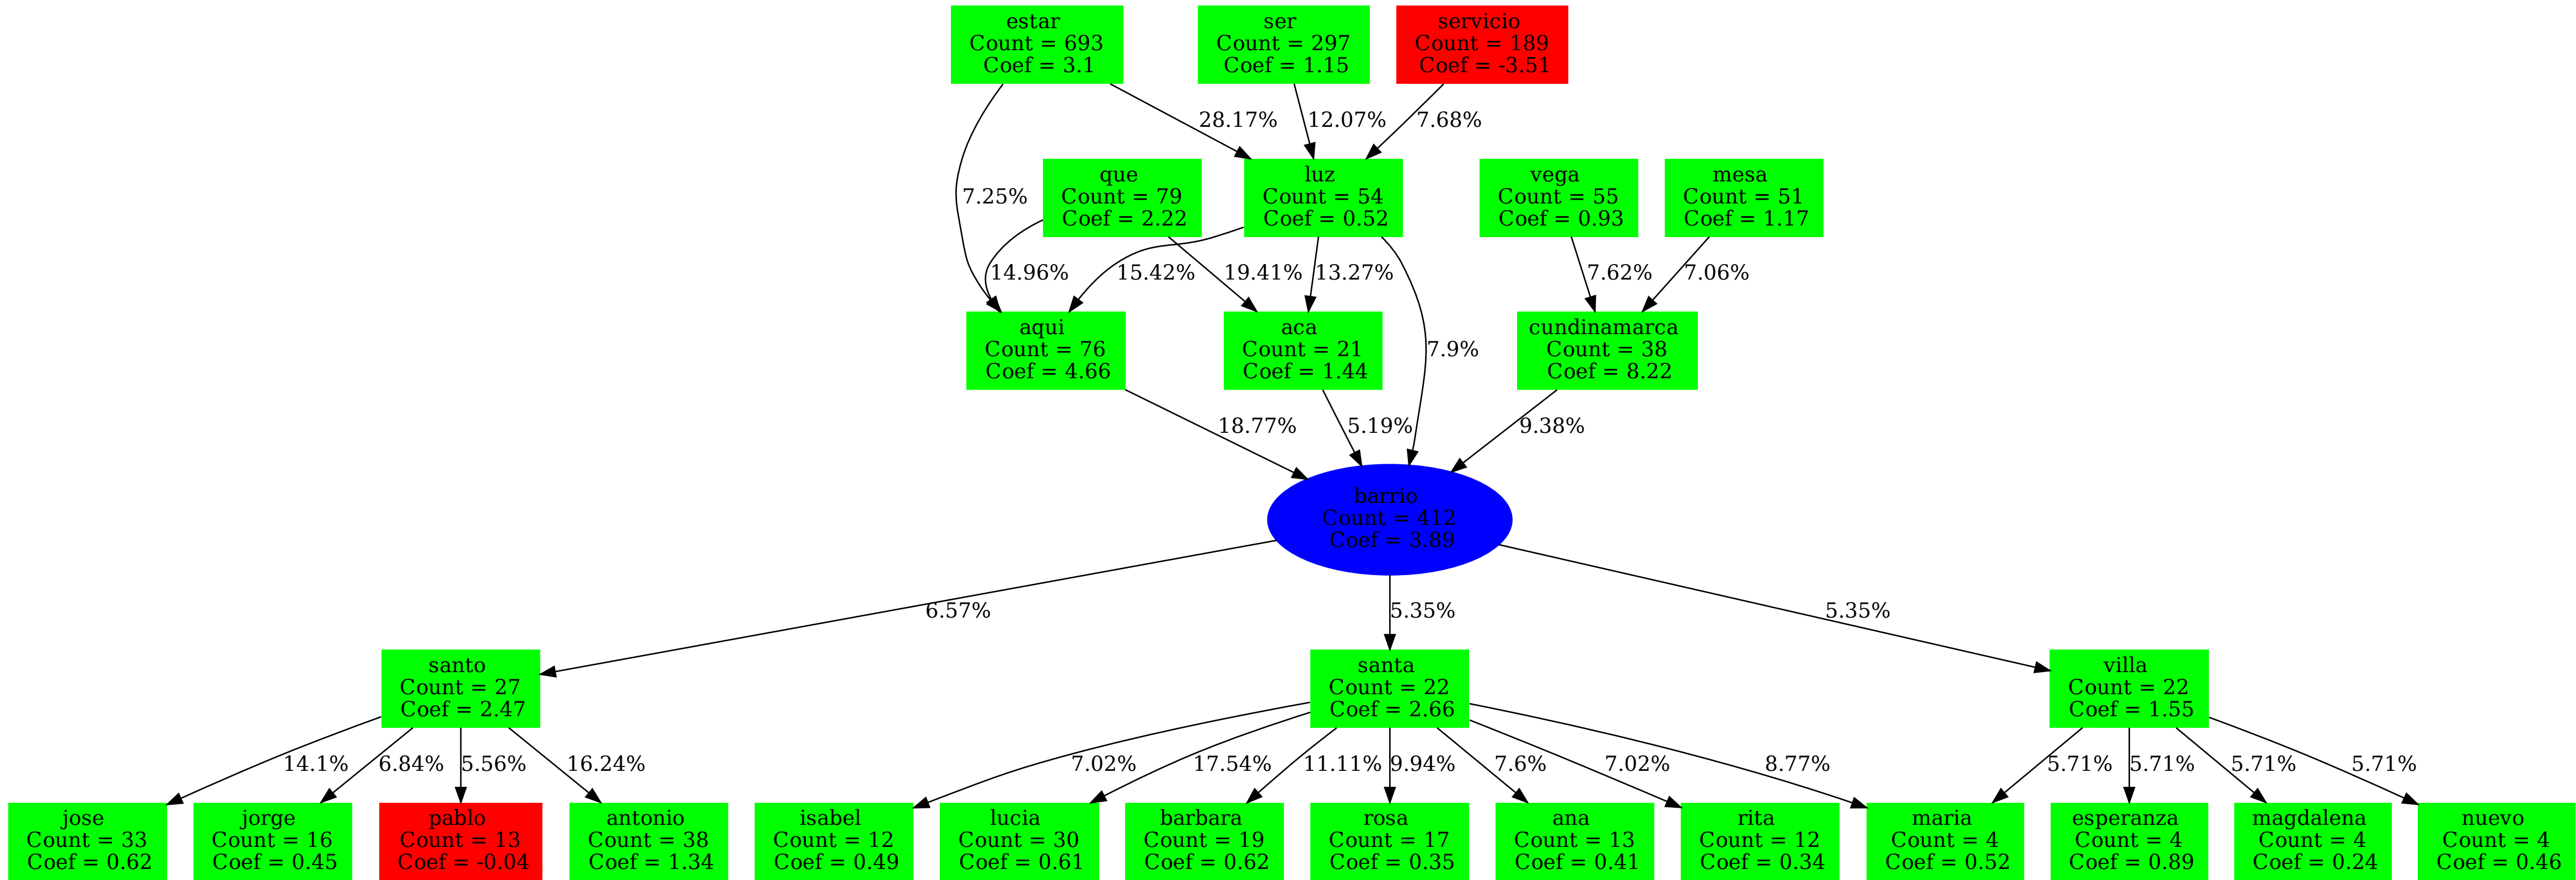 estar
Count = 693
Coef = 3.1
ser
Count = 297
Coef = 1.15
servicio
Count = 189
Coef = -3.51
28.17%
12.07%
7.68%
que
Count = 79
Coef = 2.22
luz
Count = 54
Coef = 0.52
vega
Count = 55
Coef = 0.93
mesa
Count = 51
Coef = 1.17
7.25%
14.96%
15.42%
19.41%
13.27%
7.62%
7.06%
aqui
Count = 76
Coef = 4.66
aca
Count = 21
Coef = 1.44
7.9%
cundinamarca
Count = 38
Coef = 8.22
18.77%
5.19%
9.38%
barrio
Count = 412
Coef = 3.89
6.57%
5.35%
5.35%
santo
Count = 27
Coef = 2.47
santa
Count = 22
Coef = 2.66
villa
Count = 22
Coef = 1.55
14.1%
6.84%
5.56%
16.24%
7.02%
17.54%
11.11%
9.94%
7.6%
7.02%
8.77%
5.71%
5.71%
5.71%
5.71%
jose
Count = 33
Coef = 0.62
jorge
Count = 16
Coef = 0.45
pablo
Count = 13
Coef = -0.04
antonio
Count = 38
Coef = 1.34
isabel
Count = 12
Coef = 0.49
lucia
Count = 30
Coef = 0.61
barbara
Count = 19
Coef = 0.62
rosa
Count = 17
Coef = 0.35
ana
Count = 13
Coef = 0.41
rita
Count = 12
Coef = 0.34
maria
Count = 4
Coef = 0.52
esperanza
Count = 4
Coef = 0.89
magdalena
Count = 4
Coef = 0.24
nuevo
Count = 4
Coef = 0.46